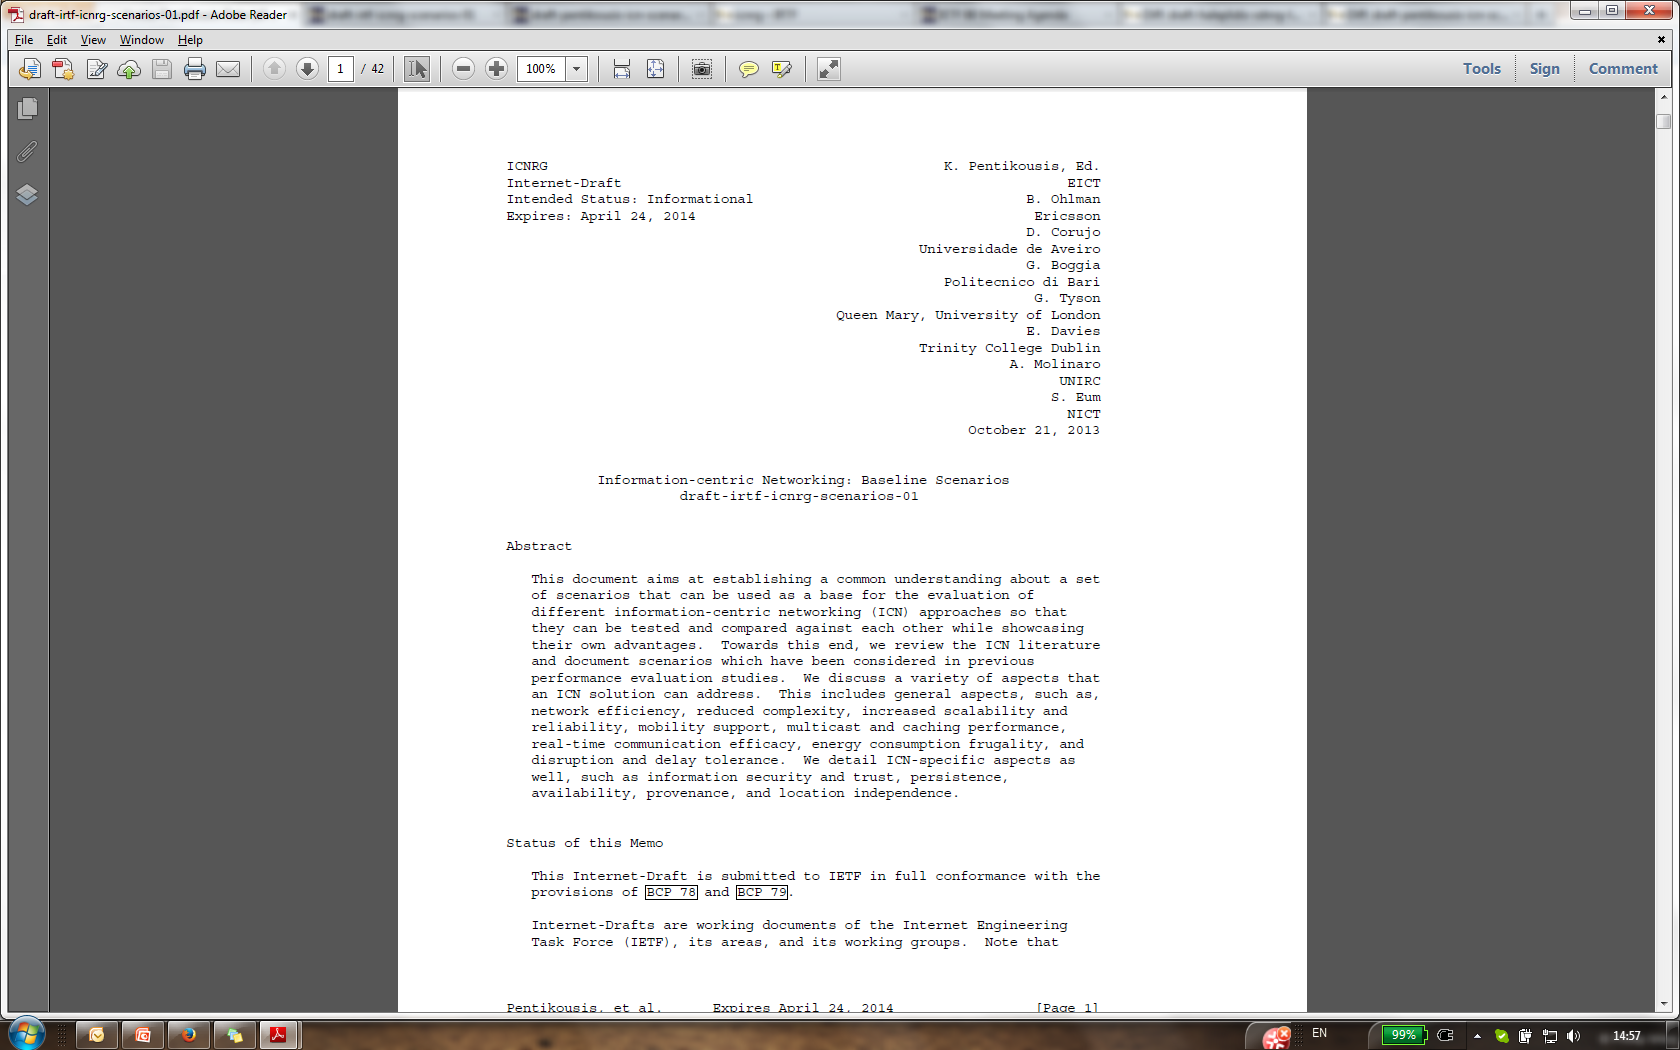 draft-irtf-icnrg-scenarios-01.pdf - Adobe Reader
File Edit View Window Help
1 / 42 100% Tools Sign Comment
ICNRG K. Pentikousis, Ed.
Internet-Draft EICT
Intended Status: Informational B. Ohlman
Expires: April 24, 2014 Ericsson
D. Corujo
Universidade de Aveiro
G. Boggia
Politecnico di Bari
G. Tyson
Queen Mary, University of London
E. Davies
Trinity College Dublin
A. Molinaro
UNIRC
S. Eum
NICT
October 21, 2013
Information-centric Networking: Baseline Scenarios
draft-irtf-icnrg-scenarios-01
Abstract
This document aims at establishing a common understanding about a set
of scenarios that can be used as a base for the evaluation of
different information-centric networking (ICN) approaches so that
they can be tested and compared against each other while showcasing
their own advantages.  Towards this end, we review the ICN literature
and document scenarios which have been considered in previous
performance evaluation studies.  We discuss a variety of aspects that
an ICN solution can address.  This includes general aspects, such as,
network efficiency, reduced complexity, increased scalability and
reliability, mobility support, multicast and caching performance,
real-time communication efficacy, energy consumption frugality, and
disruption and delay tolerance.  We detail ICN-specific aspects as
well, such as information security and trust, persistence,
availability, provenance, and location independence.
Status of this Memo
This Internet-Draft is submitted to IETF in full conformance with the
provisions of BCP 78 and BCP 79.
Internet-Drafts are working documents of the Internet Engineering
Task Force (IETF), its areas, and its working groups.  Note that
Pentikousis, et al. Expires April 24, 2014 [Page 1]
EN 99% 14:57